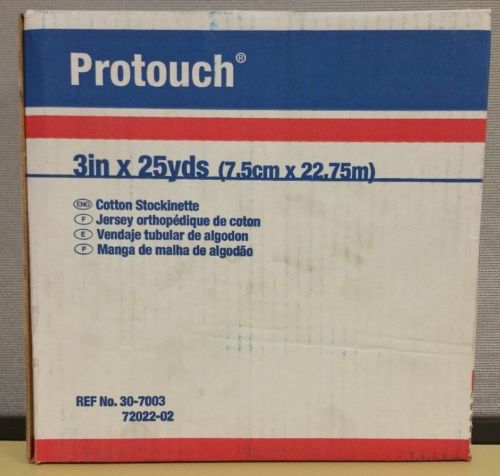 Protouch®
3in x 25yds (7.5cm x 22.75m)
ENG Cotton Stockinette
F Jersey orthopédique de coton
E Vendaje tubular de algodon
P Manga de malha de algodão
REF No. 30-7003
72022-02